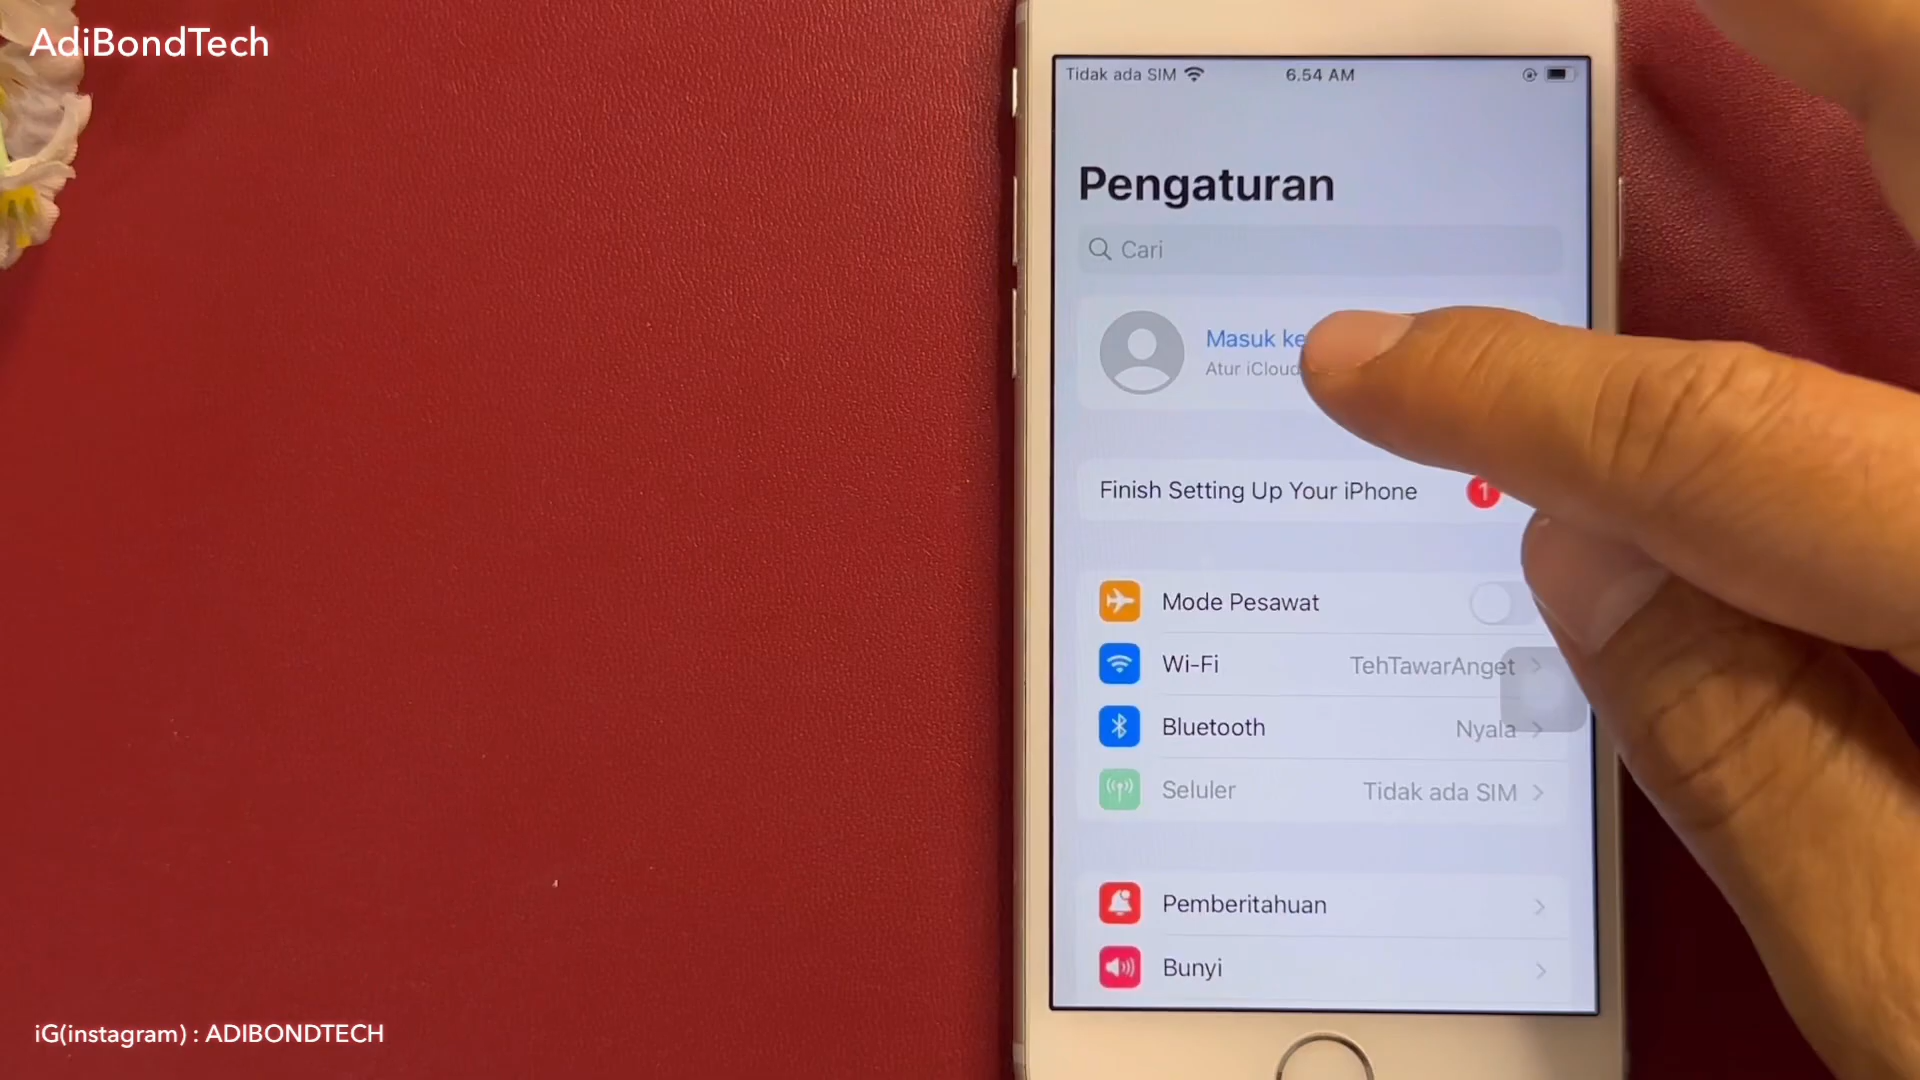 AdiBondTech
Tidak ada SIM
6.54 AM
Pengaturan
Cari
Masuk ke
Atur iCloud
Finish Setting Up Your iPhone
1
Mode Pesawat
Wi-Fi TehTawarAnget
Bluetooth Nyala
Seluler Tidak ada SIM
Pemberitahuan
Bunyi
iG(instagram) : ADIBONDTECH